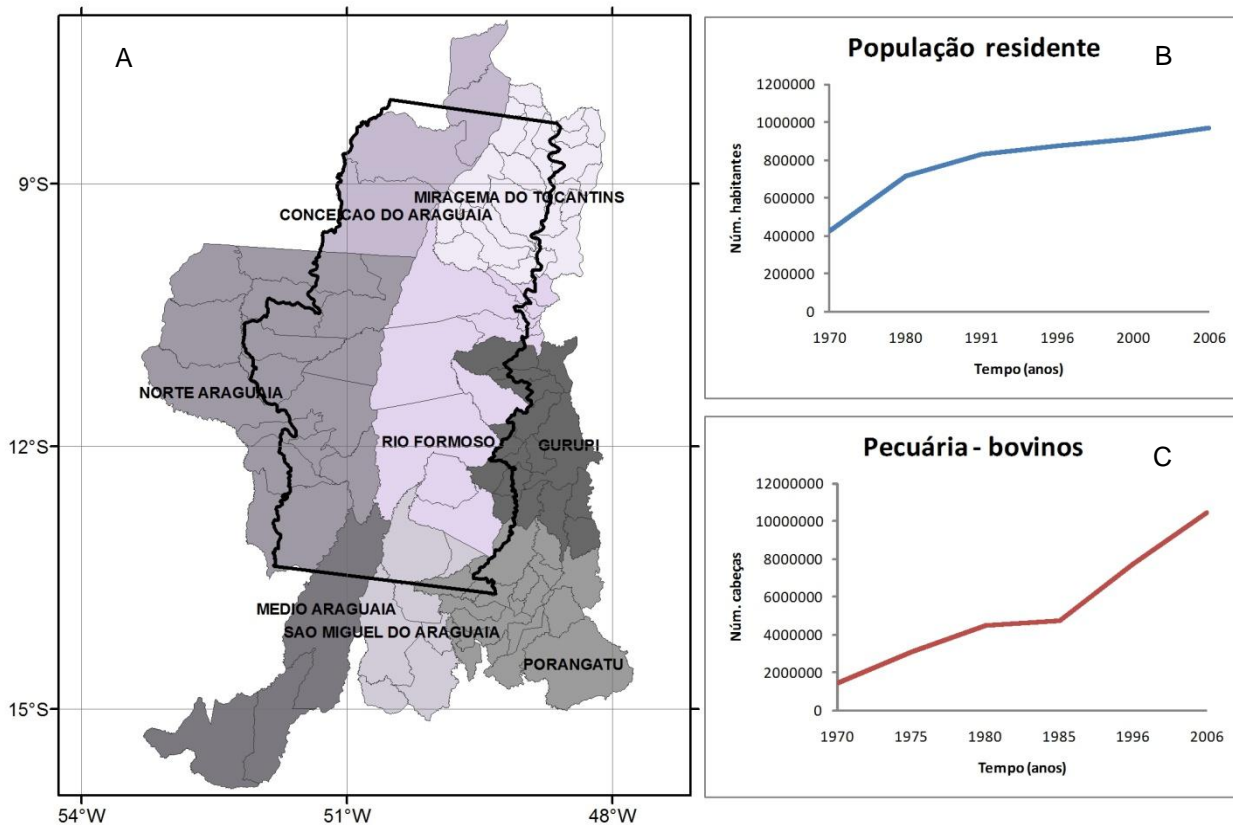 A
9°S
12°S
15°S
54°W
51°W
48°W
MIRACEMA DO TOCANTINS
CONCEICAO DO ARAGUAIA
NORTE ARAGUAIA
RIO FORMOSO
GURUPI
MEDIO ARAGUAIA
SAO MIGUEL DO ARAGUAIA
PORANGATU
População residente
B
Núm. habitantes
1200000
1000000
800000
600000
400000
200000
0
1970 1980 1991 1996 2000 2006
Tempo (anos)
Pecuária - bovinos
C
Núm. cabeças
12000000
10000000
8000000
6000000
4000000
2000000
0
1970 1975 1980 1985 1996 2006
Tempo (anos)